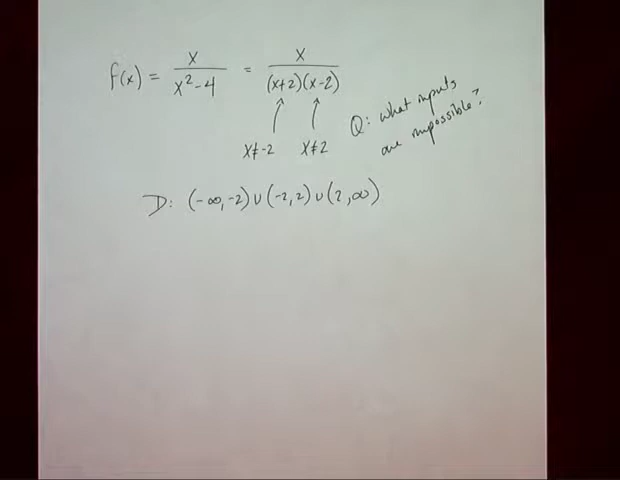 f(x) = x / (x² - 4) = x / ((x+2)(x-2))
x ≠ -2 x ≠ 2
Q: what inputs
are impossible?
D: (-∞, -2) ∪ (-2, 2) ∪ (2, ∞)